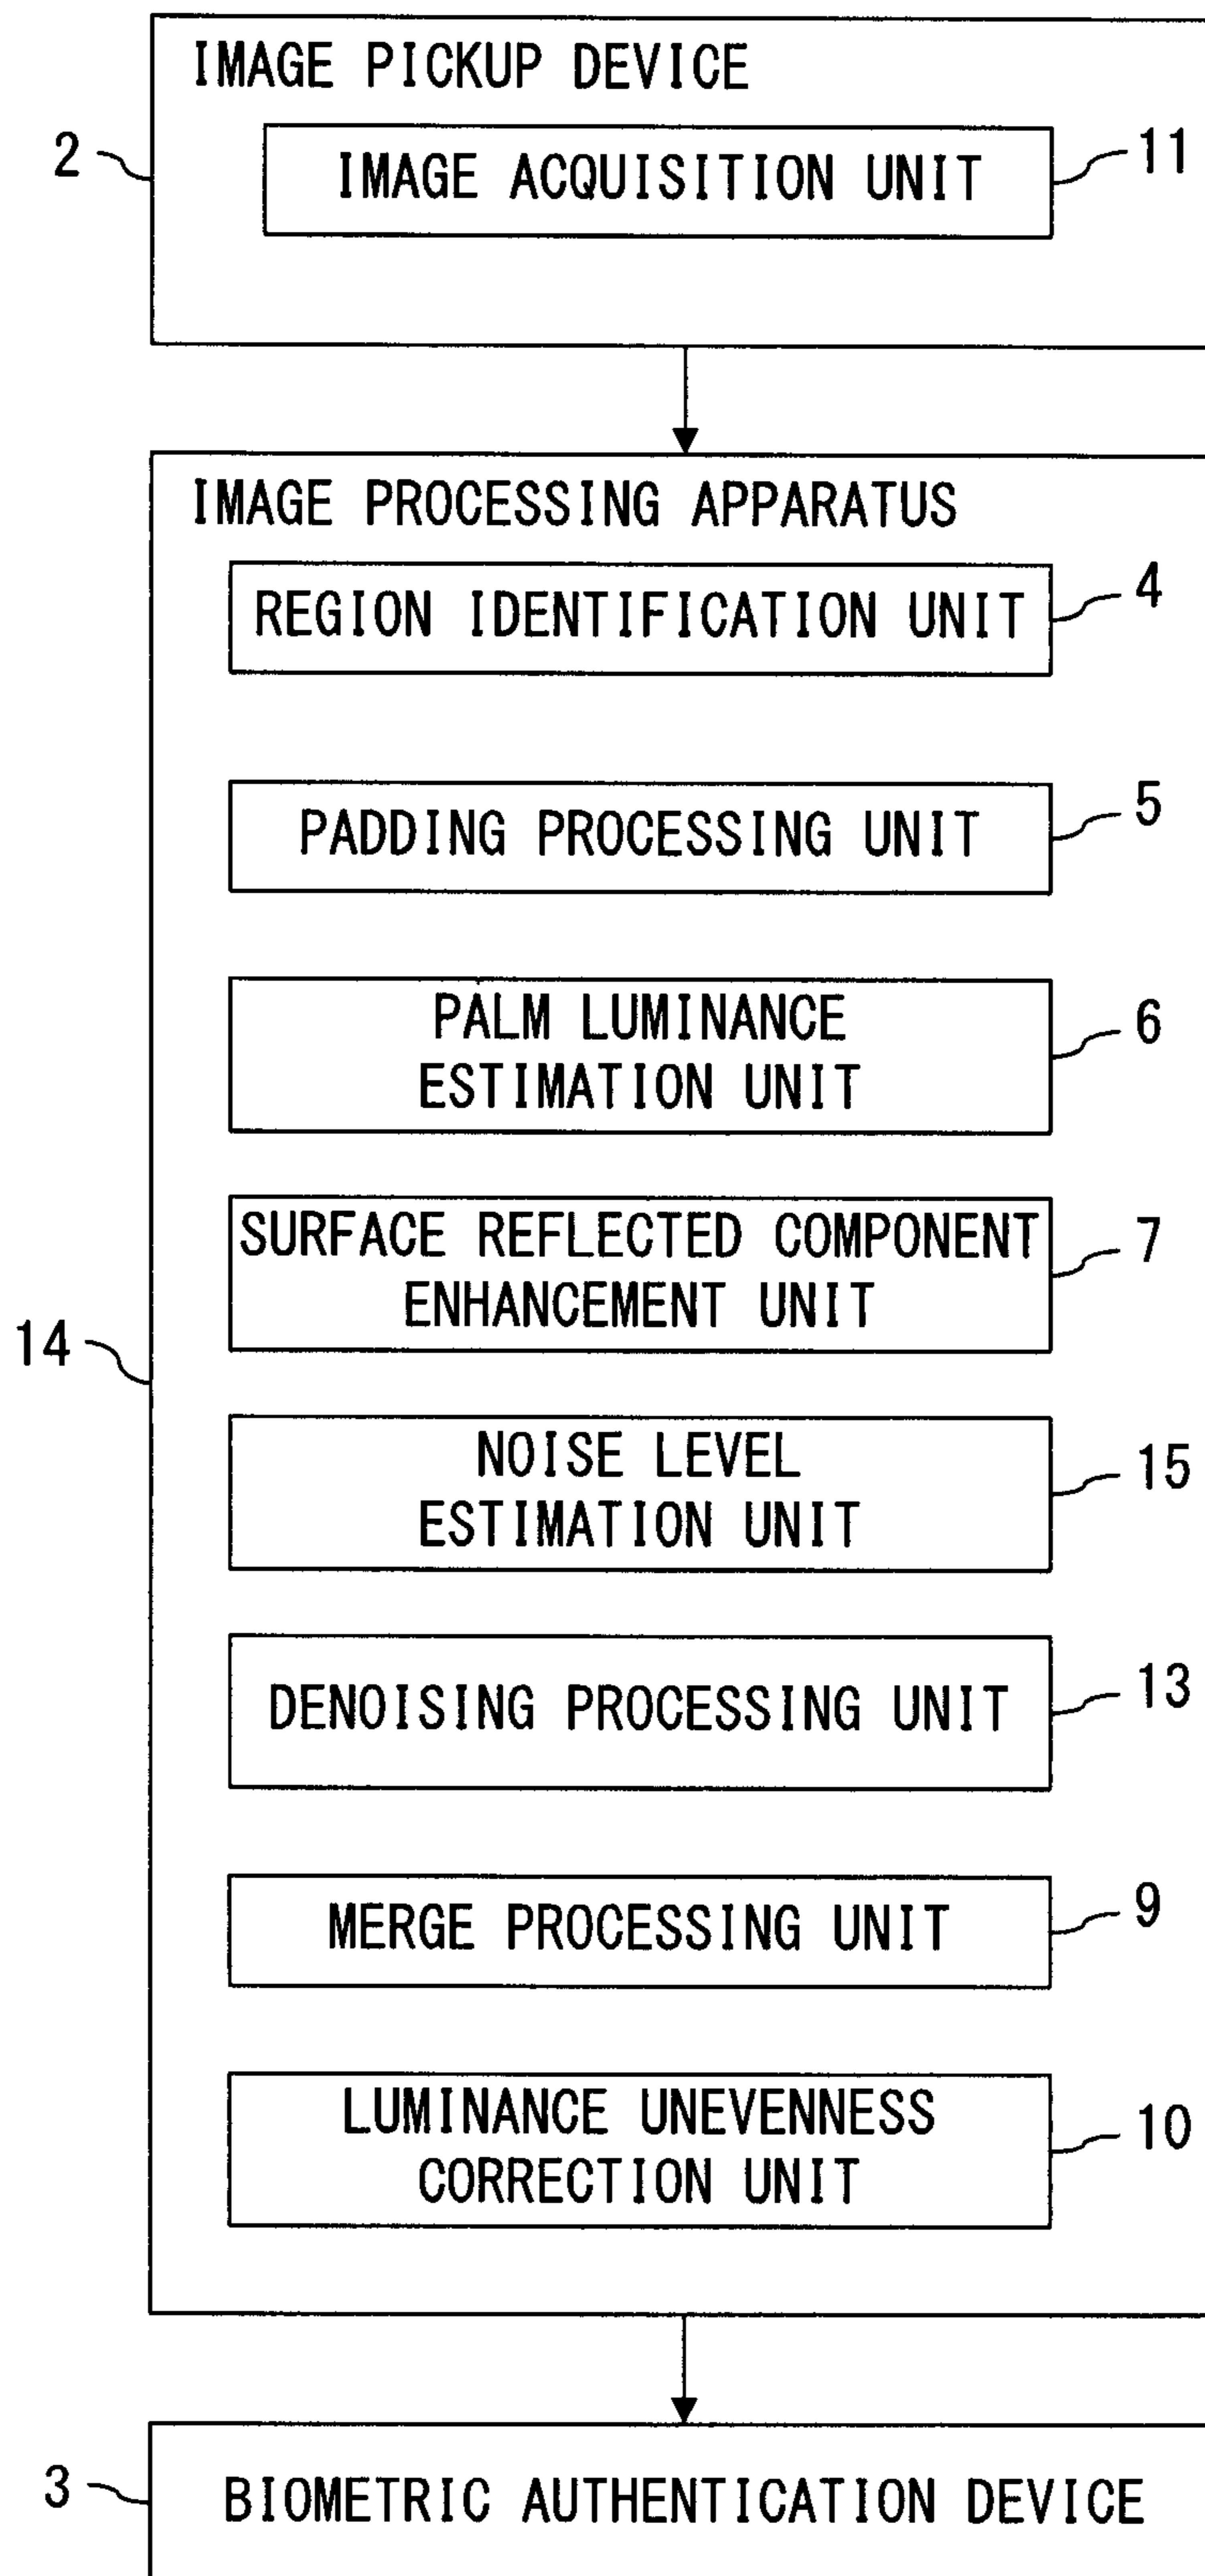 IMAGE PICKUP DEVICE
2
IMAGE ACQUISITION UNIT
11
IMAGE PROCESSING APPARATUS
REGION IDENTIFICATION UNIT
4
PADDING PROCESSING UNIT
5
PALM LUMINANCE
ESTIMATION UNIT
6
SURFACE REFLECTED COMPONENT
ENHANCEMENT UNIT
7
14
NOISE LEVEL
ESTIMATION UNIT
15
DENOISING PROCESSING UNIT
13
MERGE PROCESSING UNIT
9
LUMINANCE UNEVENNESS
CORRECTION UNIT
10
3
BIOMETRIC AUTHENTICATION DEVICE